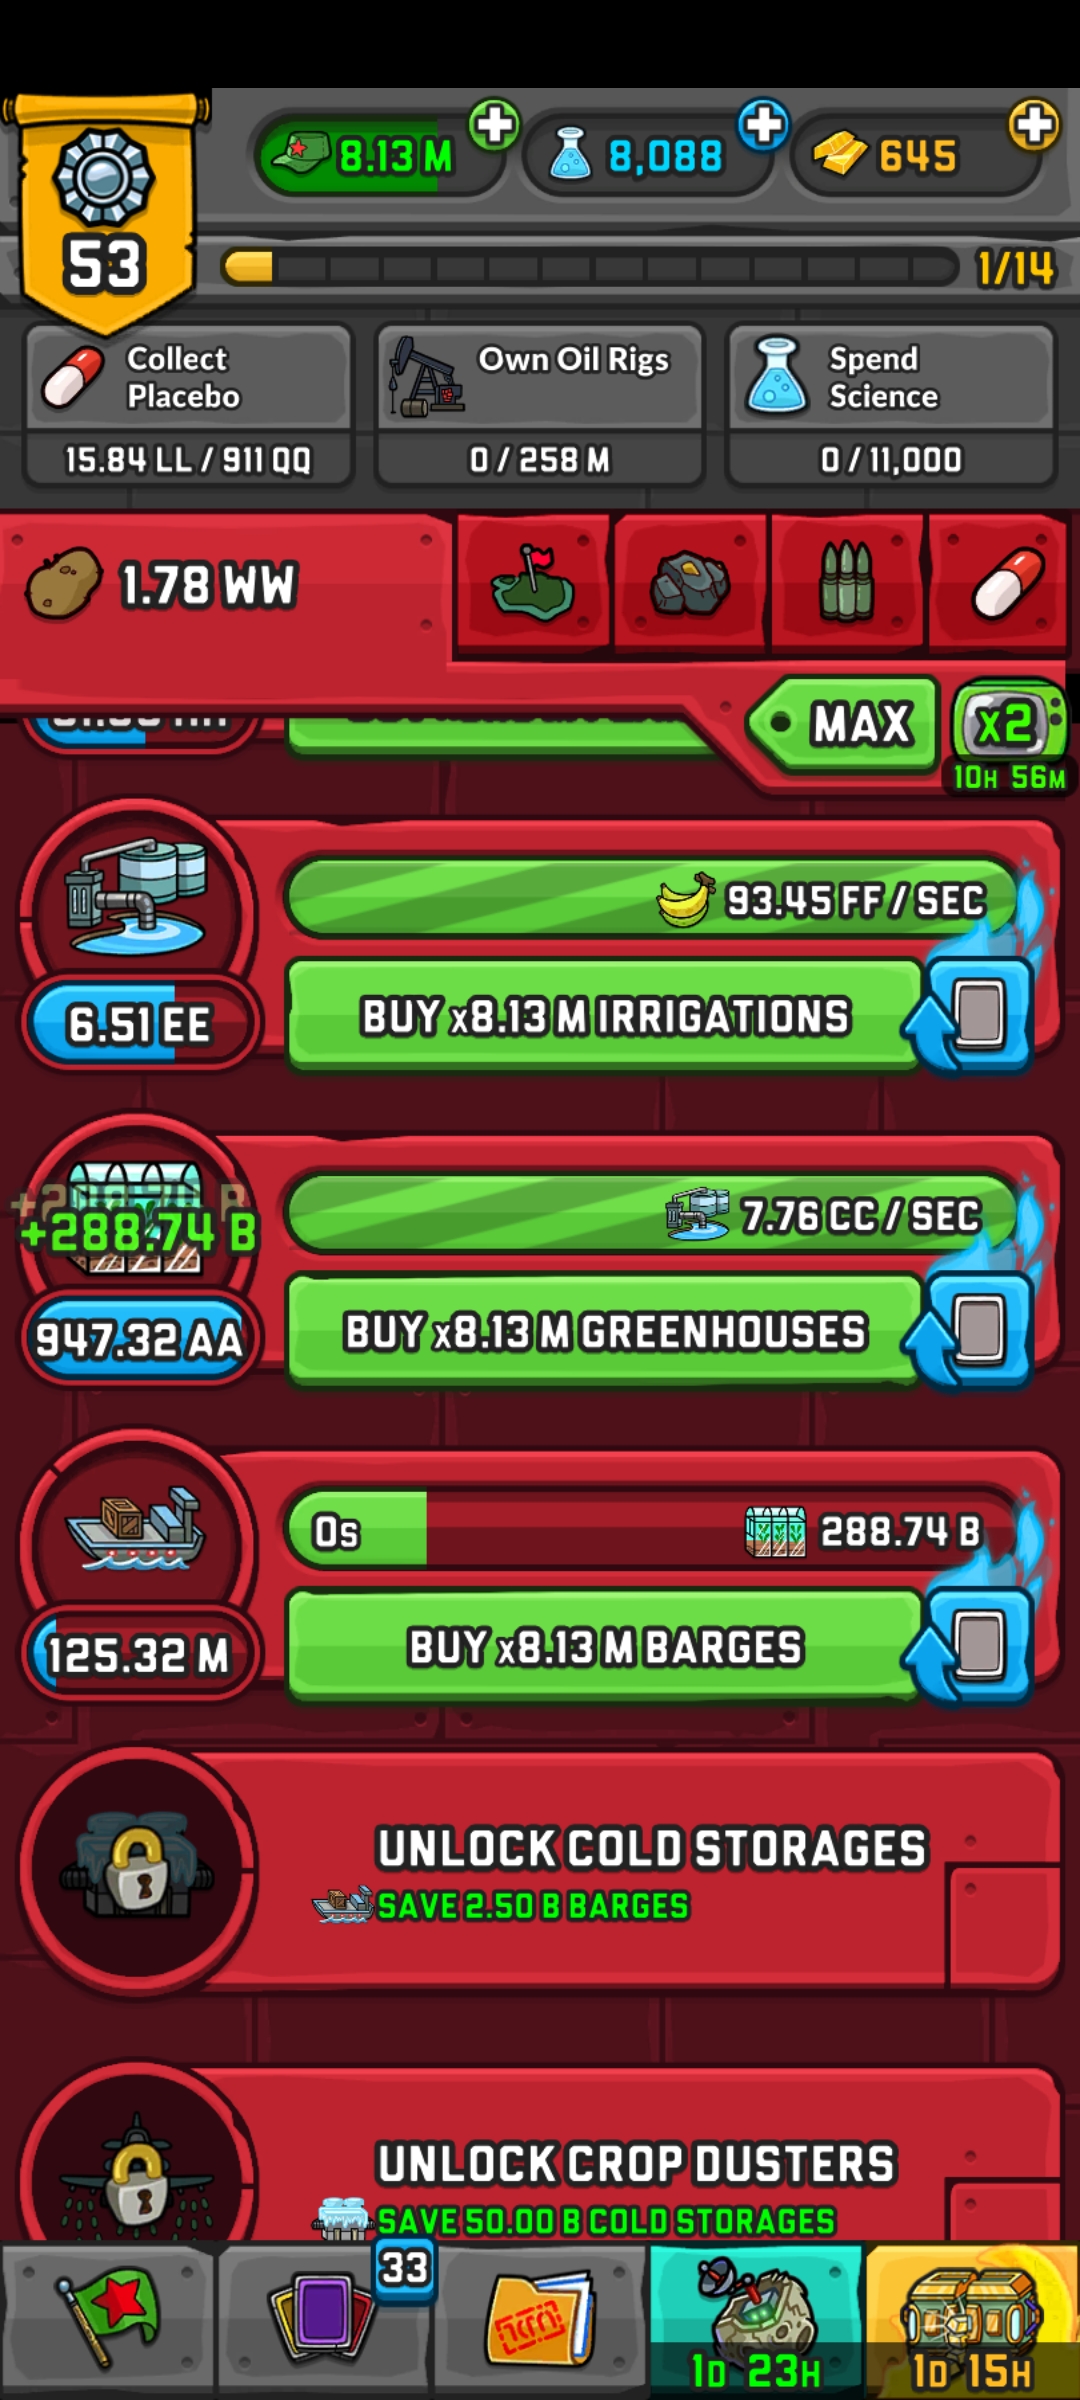 8.13 M
8,088
645
53
1/14
Collect
Placebo
15.84 LL / 911 QQ
Own Oil Rigs
0 / 258 M
Spend
Science
0 / 11,000
1.78 WW
MAX
x2
10H 56M
93.45 FF / SEC
6.51 EE
BUY x8.13 M IRRIGATIONS
+288.74 B
7.76 CC / SEC
947.32 AA
BUY x8.13 M GREENHOUSES
0s
288.74 B
125.32 M
BUY x8.13 M BARGES
UNLOCK COLD STORAGES
SAVE 2.50 B BARGES
UNLOCK CROP DUSTERS
SAVE 50.00 B COLD STORAGES
33
1D 23H
1D 15H